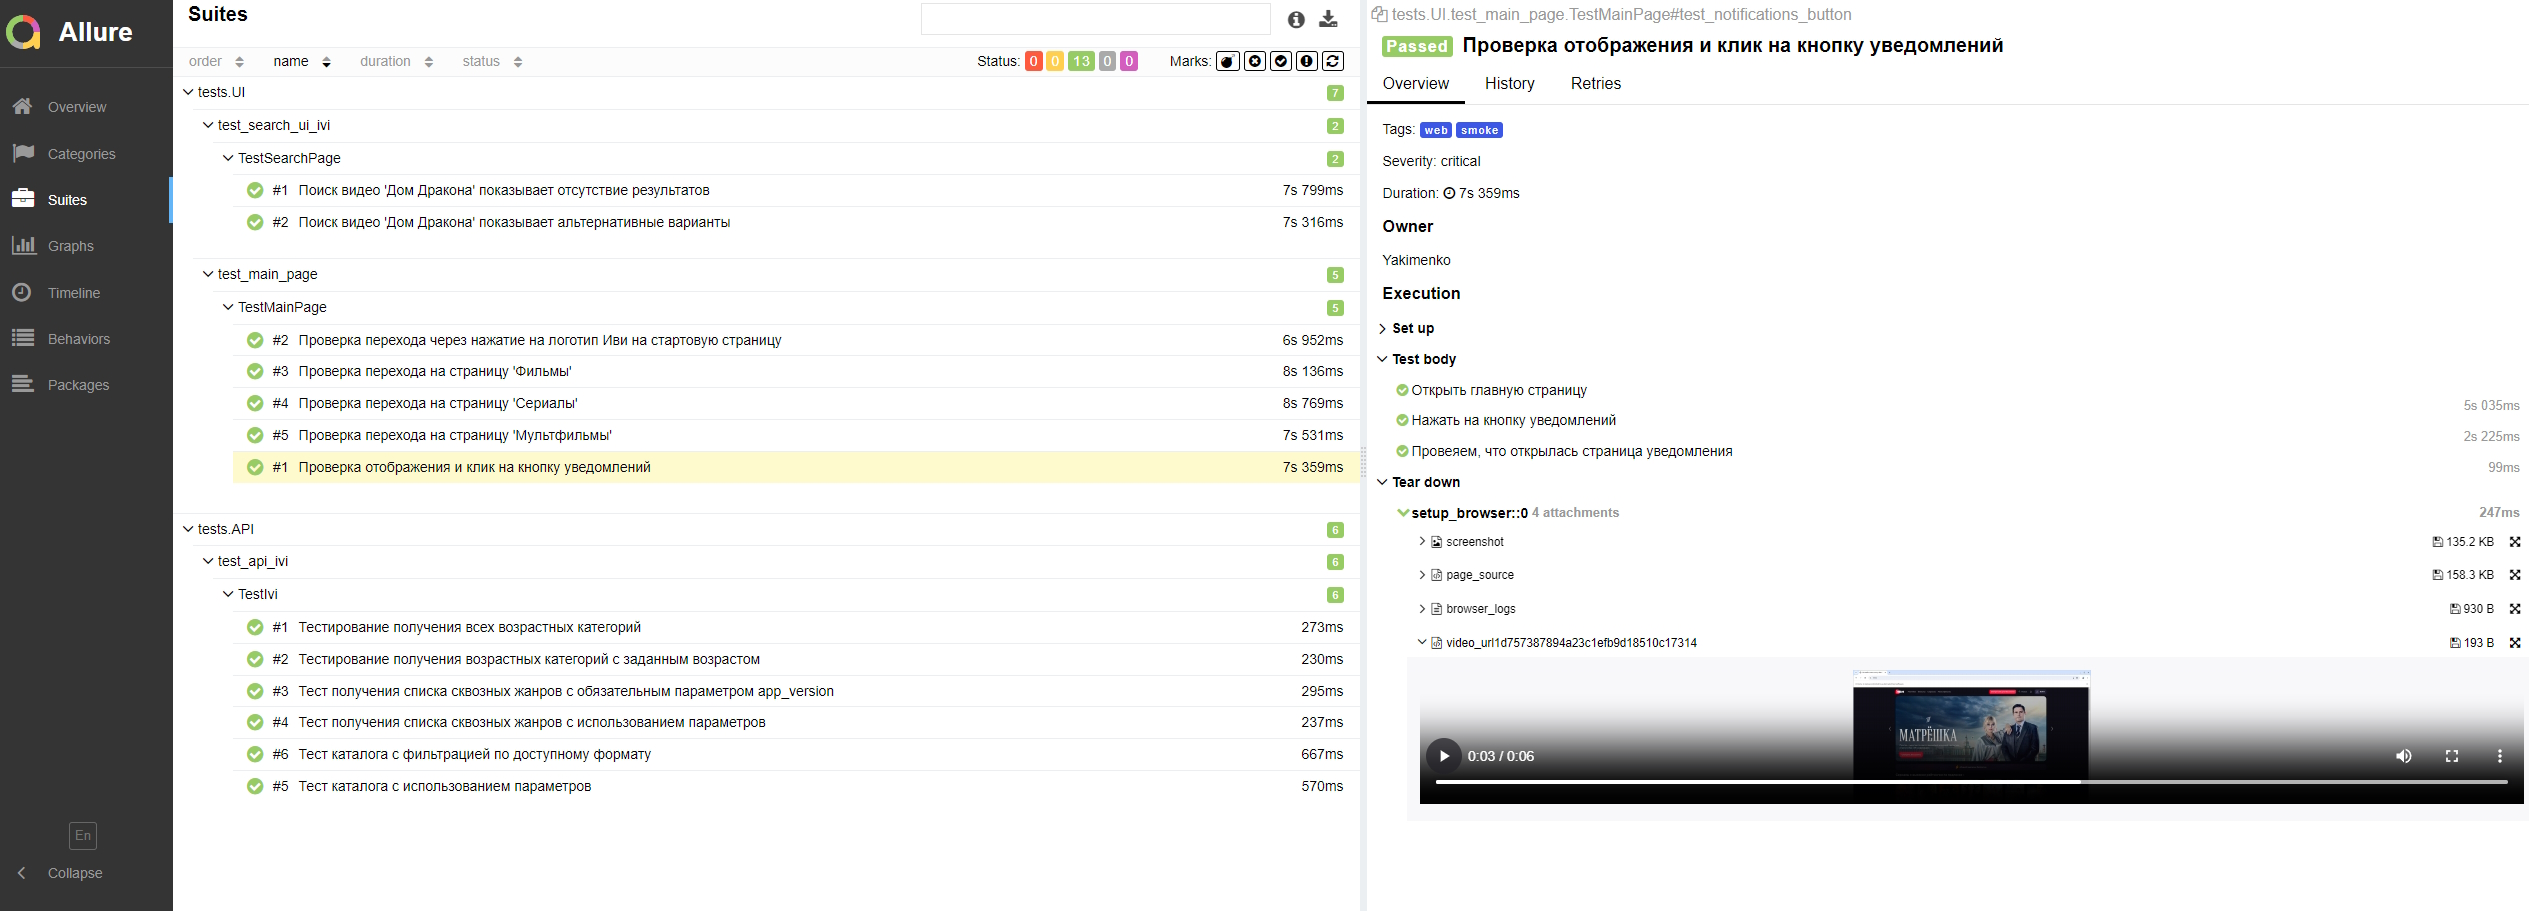 Allure
Overview
Categories
Suites
Graphs
Timeline
Behaviors
Packages
En
Collapse
Suites
order name duration status Status: 0 0 13 0 0 Marks:
tests.UI 7
test_search_ui_ivi 2
TestSearchPage 2
#1 Поиск видео 'Дом Дракона' показывает отсутствие результатов 7s 799ms
#2 Поиск видео 'Дом Дракона' показывает альтернативные варианты 7s 316ms
test_main_page 5
TestMainPage 5
#2 Проверка перехода через нажатие на логотип Иви на стартовую страницу 6s 952ms
#3 Проверка перехода на страницу 'Фильмы' 8s 136ms
#4 Проверка перехода на страницу 'Сериалы' 8s 769ms
#5 Проверка перехода на страницу 'Мультфильмы' 7s 531ms
#1 Проверка отображения и клик на кнопку уведомлений 7s 359ms
tests.API 6
test_api_ivi 6
TestIvi 6
#1 Тестирование получения всех возрастных категорий 273ms
#2 Тестирование получения возрастных категорий с заданным возрастом 230ms
#3 Тест получения списка сквозных жанров с обязательным параметром app_version 295ms
#4 Тест получения списка сквозных жанров с использованием параметров 237ms
#6 Тест каталога с фильтрацией по доступному формату 667ms
#5 Тест каталога с использованием параметров 570ms
tests.UI.test_main_page.TestMainPage#test_notifications_button
Passed Проверка отображения и клик на кнопку уведомлений
Overview History Retries
Tags: web smoke
Severity: critical
Duration: 7s 359ms
Owner
Yakimenko
Execution
Set up
Test body
Открыть главную страницу
5s 035ms
Нажать на кнопку уведомлений
2s 225ms
Провеяем, что открылась страница уведомления
99ms
Tear down
setup_browser::0 4 attachments 247ms
screenshot 135.2 KB
page_source 158.3 KB
browser_logs 930 B
video_url1d757387894a23c1efb9d18510c17314 193 B
МАТРЁШКА
0:03 / 0:06